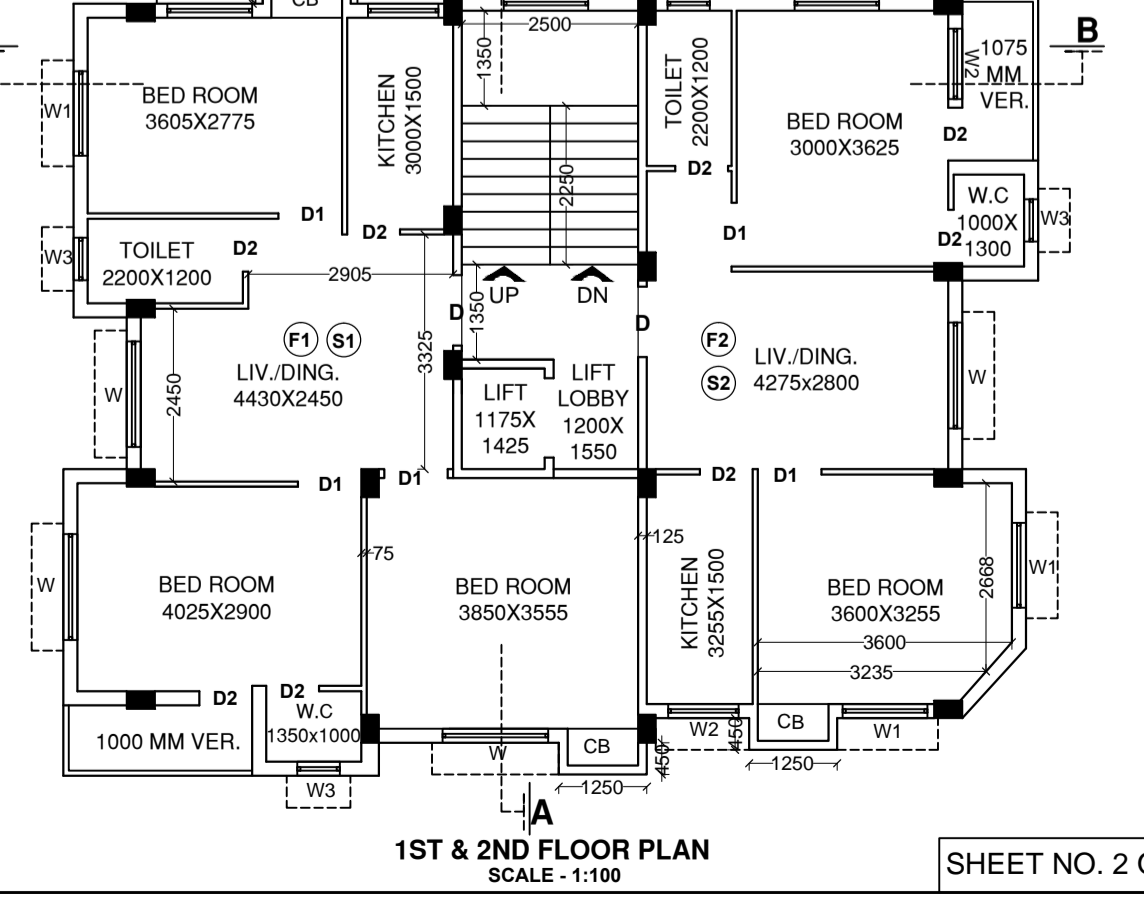 CB
2500
1350
B
W2
1075
MM
VER.
W1
BED ROOM
3605X2775
KITCHEN
3000X1500
TOILET
2200X1200
BED ROOM
3000X3625
D2
D2
2250
W.C
1000X
1300
W3
D1
D2
D1
D2
W3
TOILET
2200X1200
D2
2905
UP
DN
D
1350
D
F1
S1
F2
S2
3325
LIV./DING.
4430X2450
LIV./DING.
4275x2800
W
2450
LIFT
1175X
1425
LIFT
LOBBY
1200X
1550
W
D1
D1
D2
D1
75
125
W
BED ROOM
4025X2900
BED ROOM
3850X3555
KITCHEN
3255X1500
BED ROOM
3600X3255
2668
W1
3600
3235
D2
D2
W.C
1350x1000
1000 MM VER.
W
CB
W2
450
CB
W1
450
W3
1250
1250
A
1ST & 2ND FLOOR PLAN
SCALE - 1:100
SHEET NO. 2